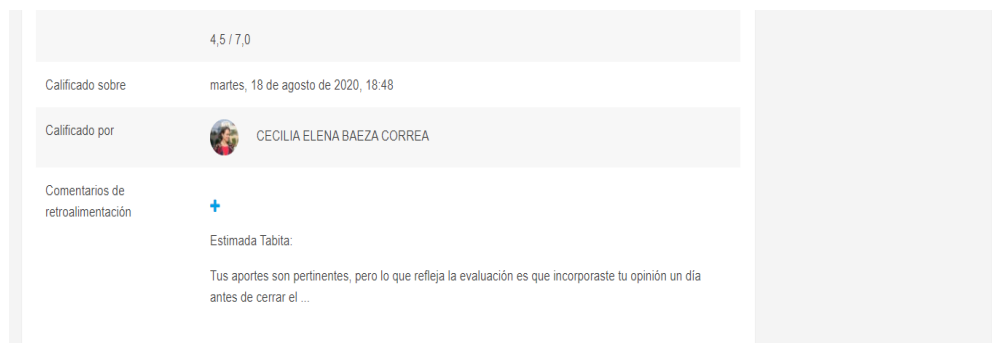 4,5 / 7,0
Calificado sobre martes, 18 de agosto de 2020, 18:48
Calificado por CECILIA ELENA BAEZA CORREA
Comentarios de
retroalimentación
Estimada Tabita:
Tus aportes son pertinentes, pero lo que refleja la evaluación es que incorporaste tu opinión un día
antes de cerrar el ...